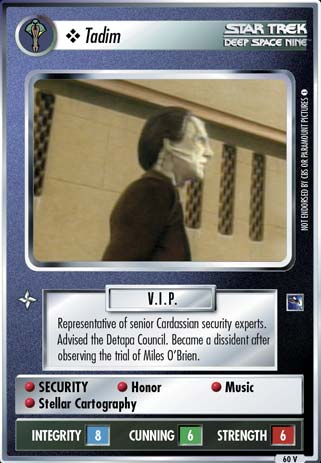 ❖ Tadim
STAR TREK
DEEP SPACE NINE
NOT ENDORSED BY CBS OR PARAMOUNT PICTURES
V.I.P.
Representative of senior Cardassian security experts.
Advised the Detapa Council. Became a dissident after
observing the trial of Miles O'Brien.
SECURITY Honor Music
Stellar Cartography
INTEGRITY 8 CUNNING 6 STRENGTH 6
60 V